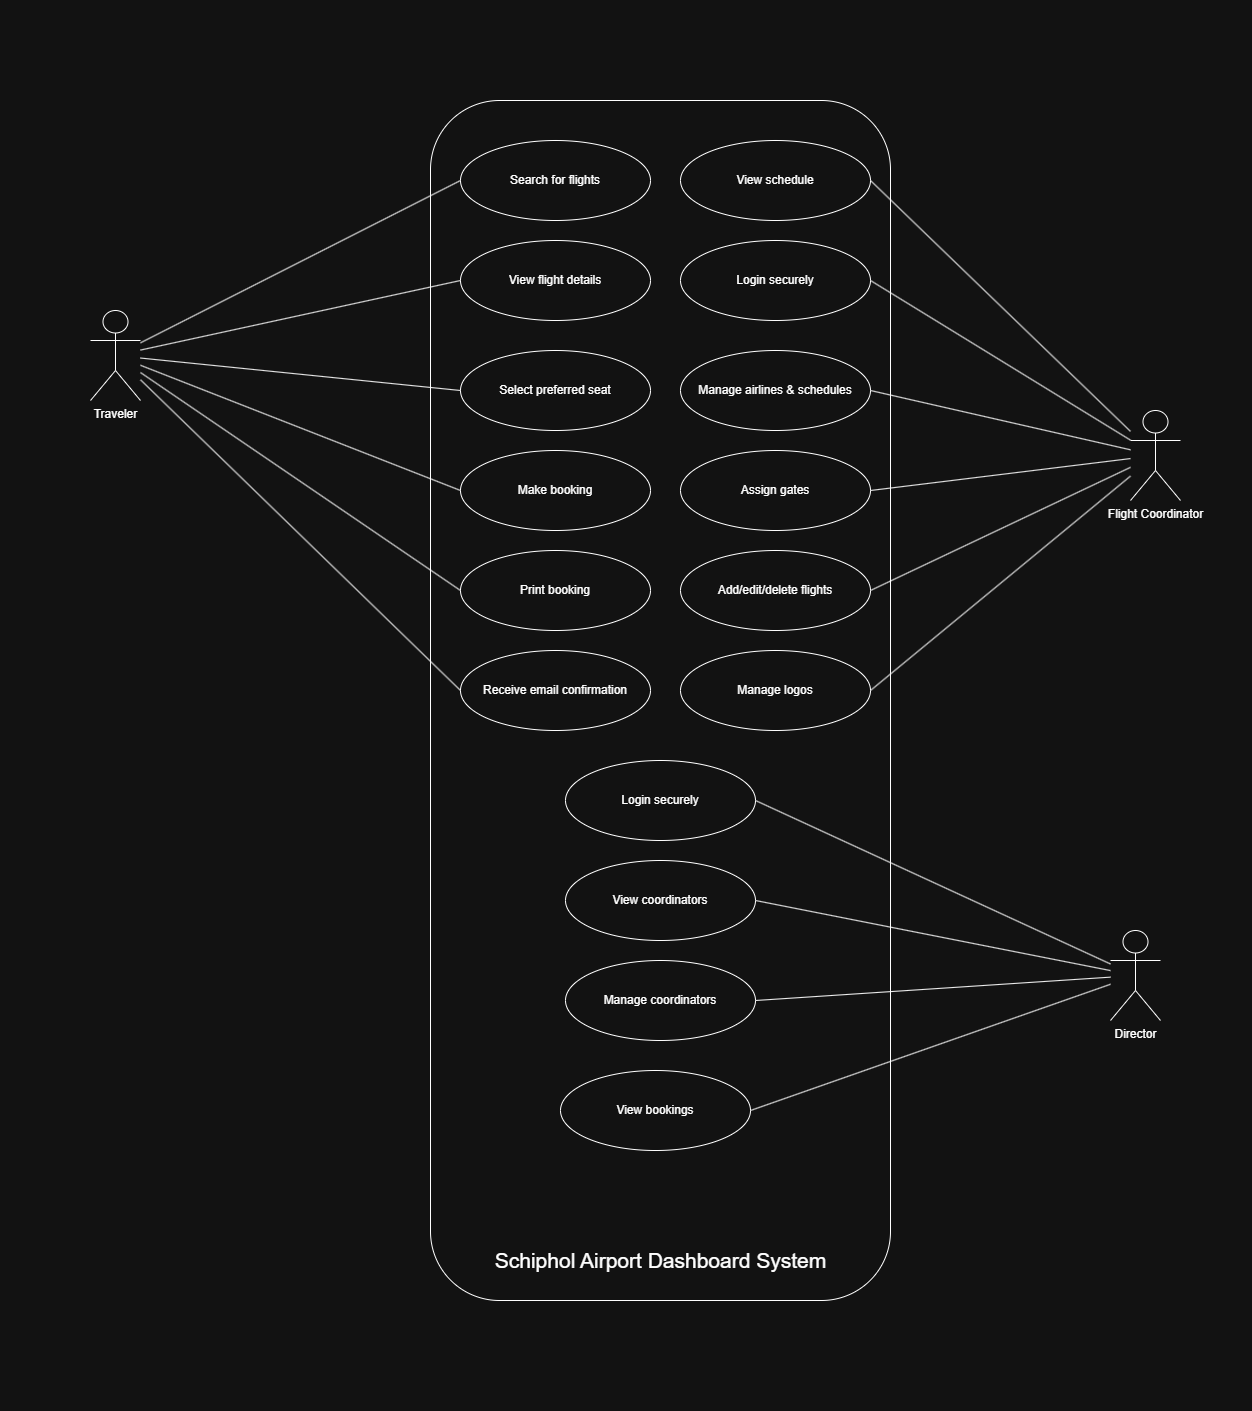 Search for flights
View schedule
View flight details
Login securely
Select preferred seat
Manage airlines & schedules
Traveler
Make booking
Assign gates
Flight Coordinator
Print booking
Add/edit/delete flights
Receive email confirmation
Manage logos
Login securely
View coordinators
Manage coordinators
Director
View bookings
Schiphol Airport Dashboard System